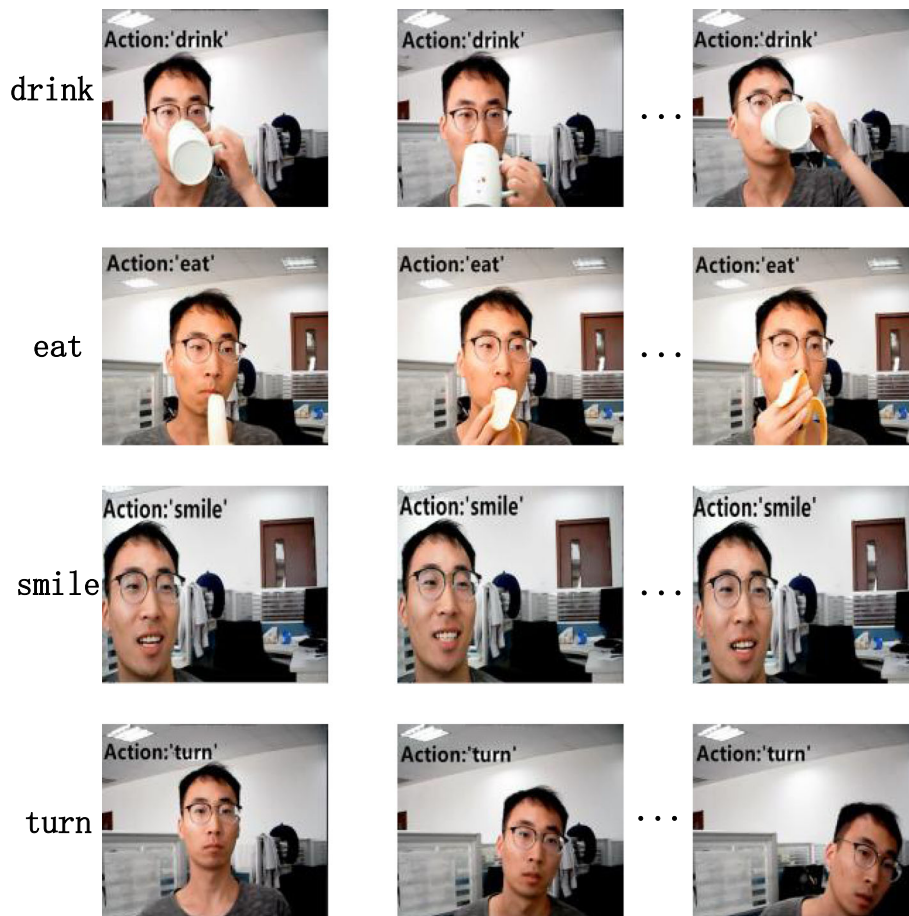 Action:'drink' Action:'drink' Action:'drink'
drink ...
Action:'eat' Action:'eat' Action:'eat'
eat ...
Action:'smile' Action:'smile' Action:'smile'
smile ...
Action:'turn' Action:'turn' Action:'turn'
turn ...